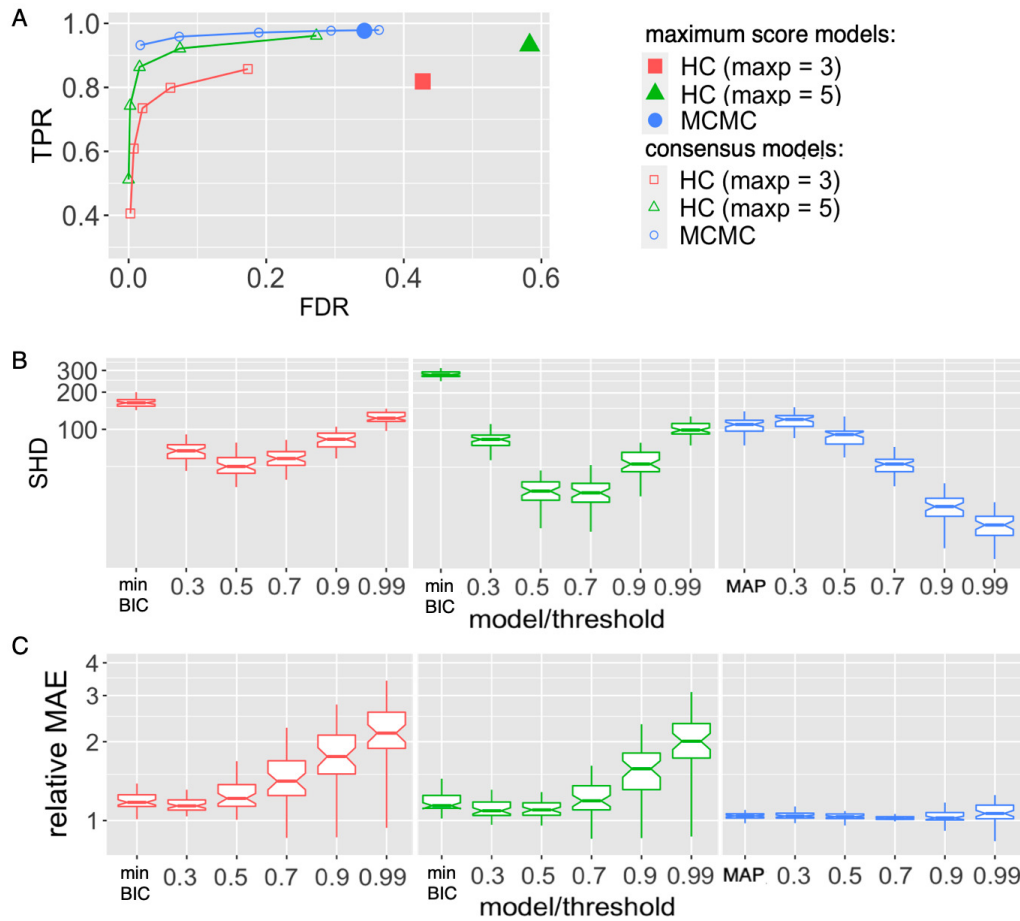 A
1.0
0.8
0.6
0.4
TPR
0.0
0.2
0.4
0.6
FDR
maximum score models:
HC (maxp = 3)
HC (maxp = 5)
MCMC
consensus models:
HC (maxp = 3)
HC (maxp = 5)
MCMC
B
300
200
100
SHD
min BIC 0.3 0.5 0.7 0.9 0.99 min BIC 0.3 0.5 0.7 0.9 0.99 MAP 0.3 0.5 0.7 0.9 0.99
model/threshold
C
4
3
2
1
relative MAE
min BIC 0.3 0.5 0.7 0.9 0.99 min BIC 0.3 0.5 0.7 0.9 0.99 MAP 0.3 0.5 0.7 0.9 0.99
model/threshold